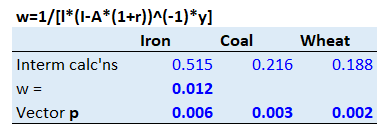 w=1/[l*(I-A*(1+r))^(-1)*y]
Iron Coal Wheat
Interm calc'ns 0.515 0.216 0.188
w = 0.012
Vector p 0.006 0.003 0.002